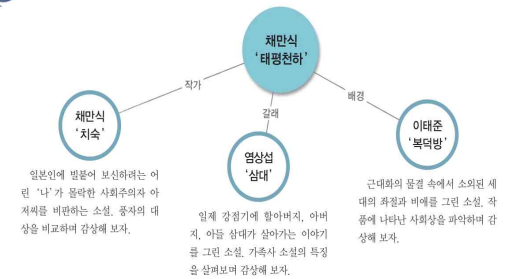 채만식
‘태평천하’
작가
갈래
배경
채만식
‘치숙’
일본인에 빌붙어 보신하려는 어
린 ‘나’가 몰락한 사회주의자 아
저씨를 비판하는 소설. 풍자의 대
상을 비교하며 감상해 보자.
염상섭
‘삼대’
일제 강점기에 할아버지, 아버
지, 아들 삼대가 살아가는 이야기
를 그린 소설. 가족사 소설의 특징
을 살펴보며 감상해 보자.
이태준
‘복덕방’
근대화의 물결 속에서 소외된 세
대의 좌절과 비애를 그린 소설. 작
품에 나타난 사회상을 파악하며 감
상해 보자.